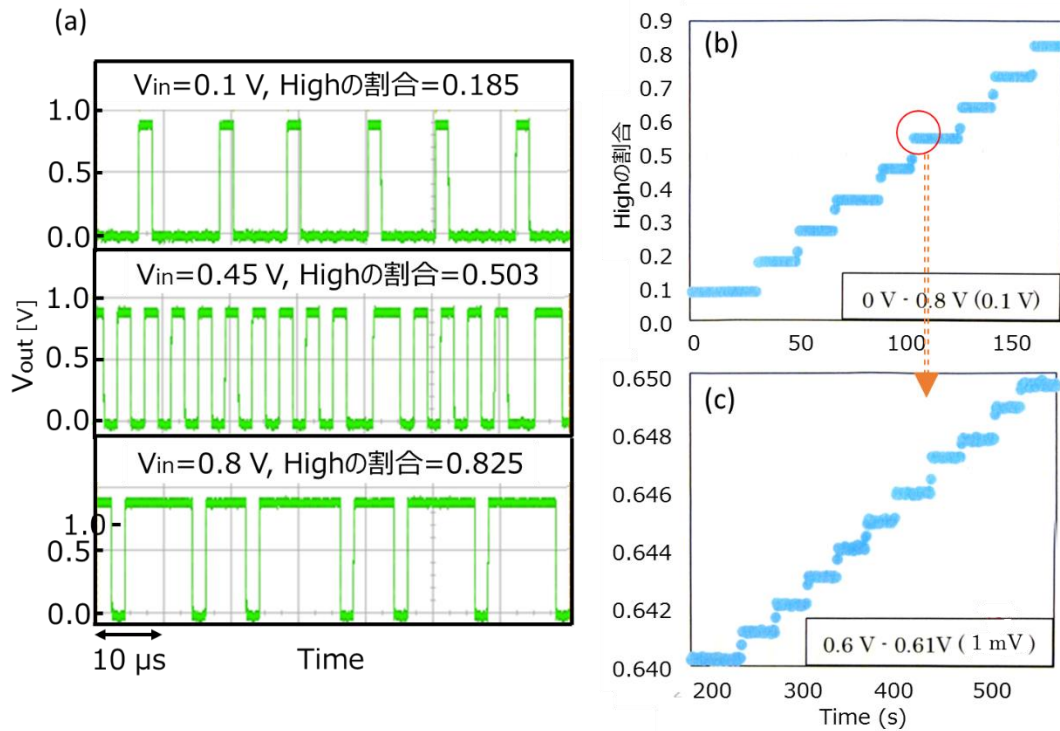 (a)
Vin=0.1 V, Highの割合=0.185
1.0
0.5
0.0
Vin=0.45 V, Highの割合=0.503
1.0
0.5
0.0
Vout [V]
Vin=0.8 V, Highの割合=0.825
1.0
0.5
0.0
10 μs
Time
(b)
0.9
0.8
0.7
0.6
0.5
0.4
0.3
0.2
0.1
0.0
Highの割合
0 V - 0.8 V (0.1 V)
0 50 100 150
(c)
0.650
0.648
0.646
0.644
0.642
0.640
0.6 V - 0.61V ( 1 mV)
200 300 400 500
Time (s)